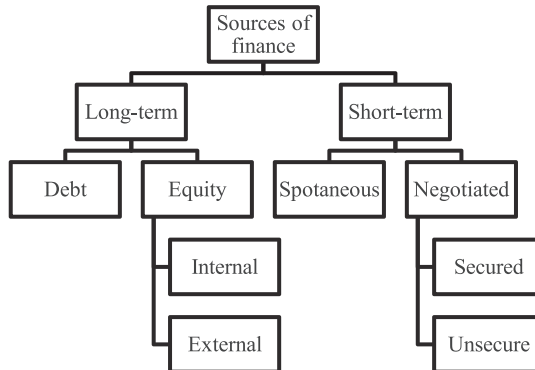 Sources of
finance
Long-term
Short-term
Debt
Equity
Spotaneous
Negotiated
Internal
Secured
External
Unsecure